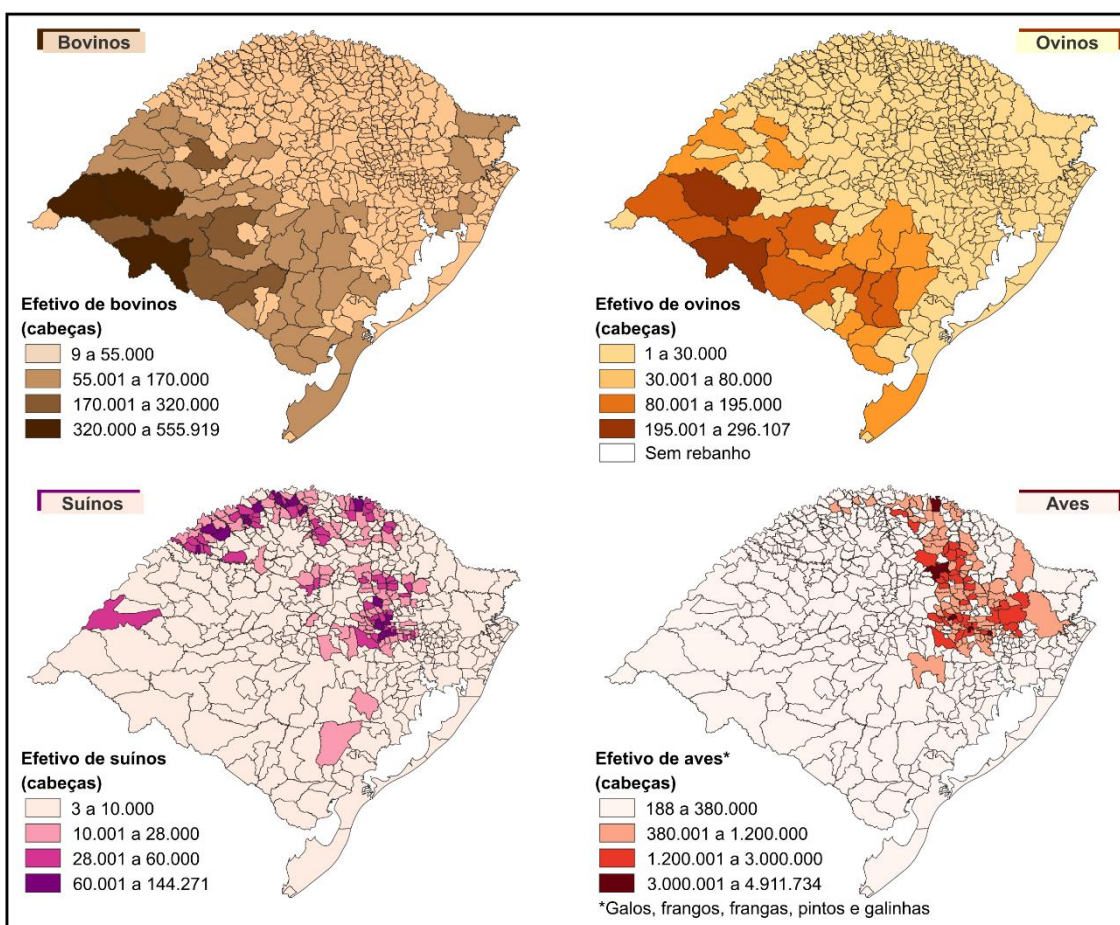 Bovinos
Efetivo de bovinos
(cabeças)
9 a 55.000
55.001 a 170.000
170.001 a 320.000
320.000 a 555.919
Ovinos
Efetivo de ovinos
(cabeças)
1 a 30.000
30.001 a 80.000
80.001 a 195.000
195.001 a 296.107
Sem rebanho
Suínos
Efetivo de suínos
(cabeças)
3 a 10.000
10.001 a 28.000
28.001 a 60.000
60.001 a 144.271
Aves
Efetivo de aves*
(cabeças)
188 a 380.000
380.001 a 1.200.000
1.200.001 a 3.000.000
3.000.001 a 4.911.734
*Galos, frangos, frangas, pintos e galinhas